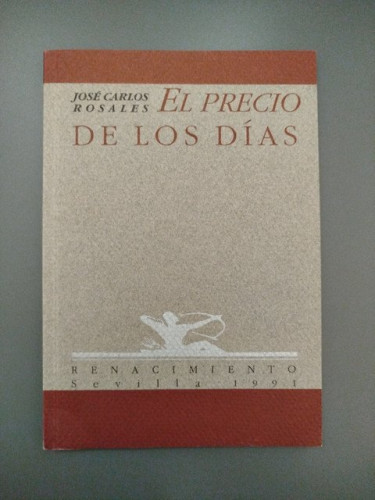 JOSÉ CARLOS ROSALES EL PRECIO
DE LOS DÍAS
RENACIMIENTO
Sevilla 1991